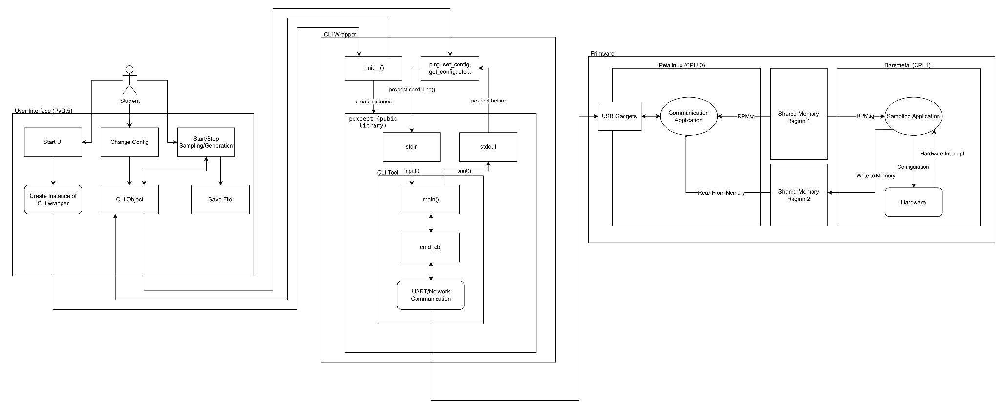 Student
User Interface (PyQt5)
Start UI
Change Config
Start/Stop
Sampling/Generation
Create Instance of
CLI wrapper
CLI Object
Save File
CLI Wrapper
_init__()
ping, set_config,
get_config, etc...
pexpect.send_line()
create instance
pexpect.before
pexpect (pubic
library)
stdin
stdout
input()
print()
CLI Tool
main()
cmd_obj
UART/Network
Communication
Frimware
Petalinux (CPU 0)
Baremetal (CPI 1)
USB Gadgets
Communication
Application
RPMsg
Shared Memory
Region 1
RPMsg
Sampling Application
Hardware Interrupt
Configuration
Write to Memory
Read From Memory
Shared Memory
Region 2
Hardware